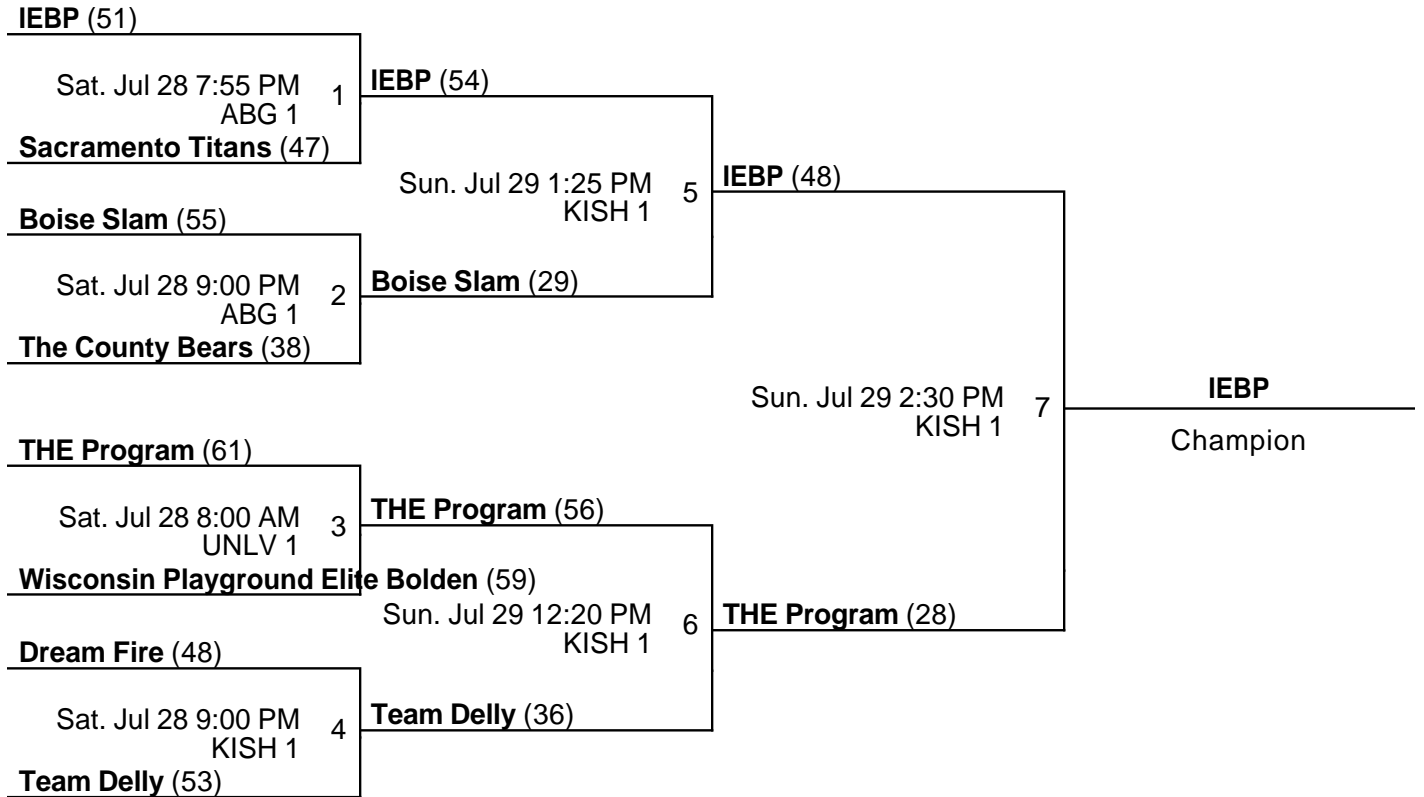 IEBP (51)
Sat. Jul 28 7:55 PM
ABG 1
1
Sacramento Titans (47)
Boise Slam (55)
Sat. Jul 28 9:00 PM
ABG 1
2
The County Bears (38)
THE Program (61)
Sat. Jul 28 8:00 AM
UNLV 1
3
Wisconsin Playground Elite Bolden (59)
Dream Fire (48)
Sat. Jul 28 9:00 PM
KISH 1
4
Team Delly (53)
IEBP (54)
Sun. Jul 29 1:25 PM
KISH 1
5
Boise Slam (29)
THE Program (56)
Sun. Jul 29 12:20 PM
KISH 1
6
Team Delly (36)
IEBP (48)
Sun. Jul 29 2:30 PM
KISH 1
7
THE Program (28)
IEBP
Champion